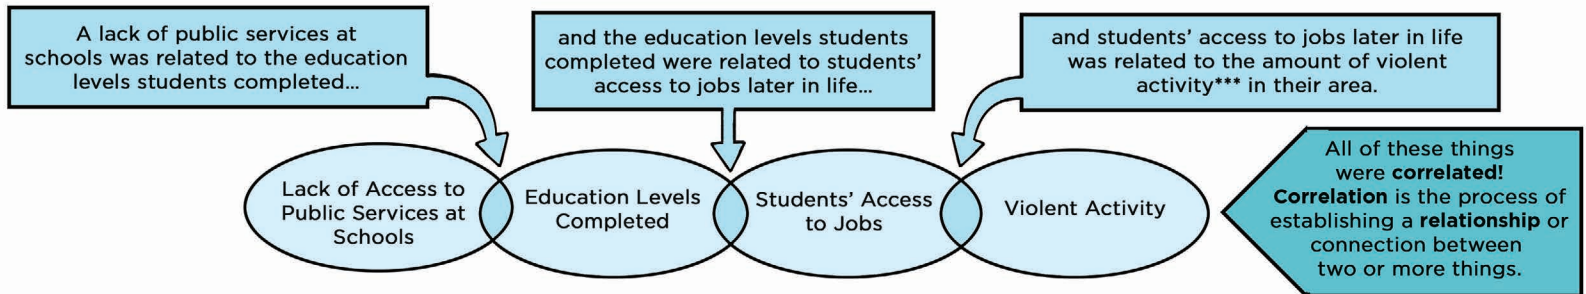 A lack of public services at
schools was related to the education
levels students completed...
and the education levels students
completed were related to students'
access to jobs later in life...
and students' access to jobs later in life
was related to the amount of violent
activity*** in their area.
Lack of Access to
Public Services at
Schools
Education Levels
Completed
Students' Access
to Jobs
Violent Activity
All of these things
were correlated!
Correlation is the process of
establishing a relationship or
connection between
two or more things.